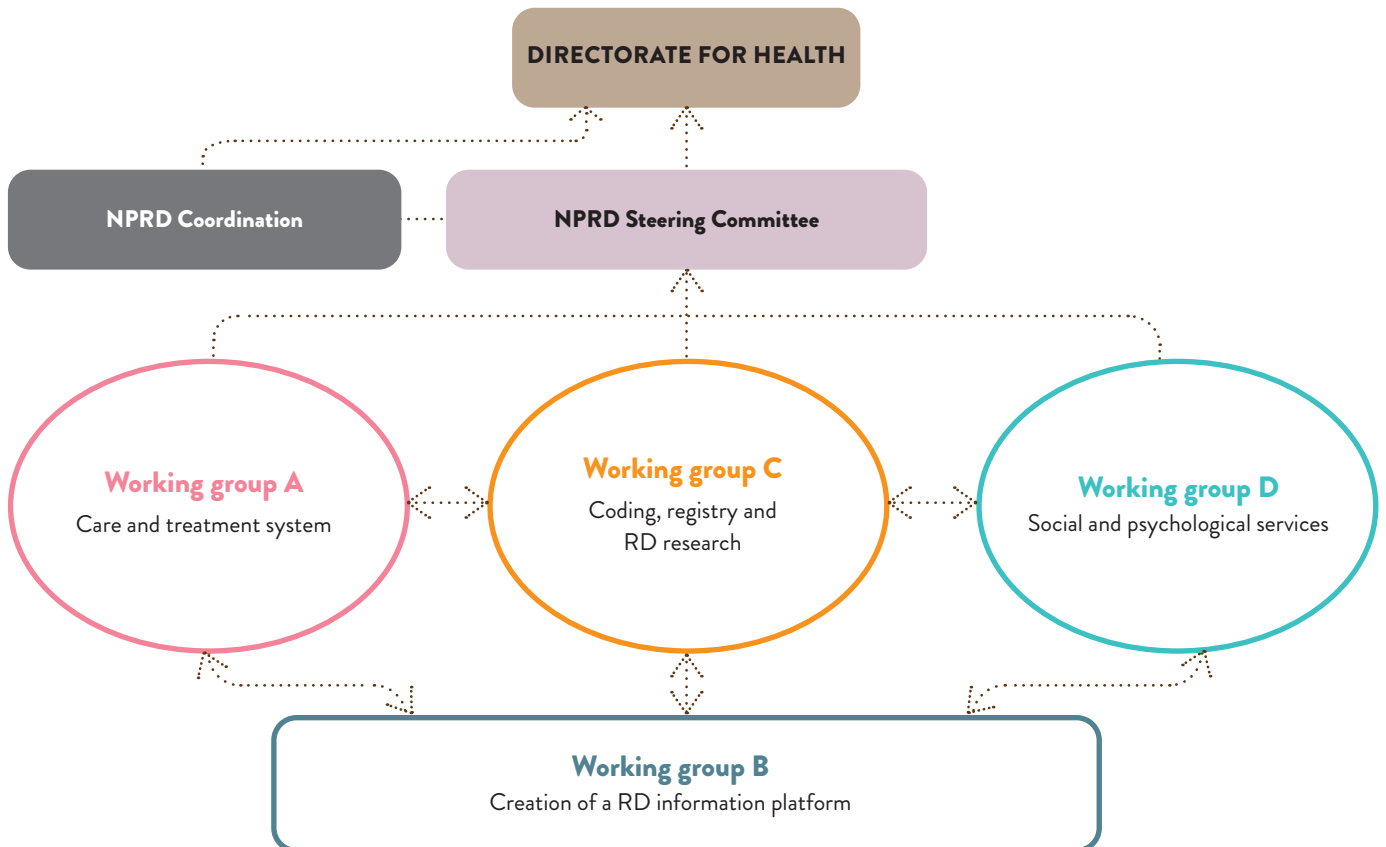 DIRECTORATE FOR HEALTH
NPRD Coordination
NPRD Steering Committee
Working group A
Care and treatment system
Working group C
Coding, registry and
RD research
Working group D
Social and psychological services
Working group B
Creation of a RD information platform